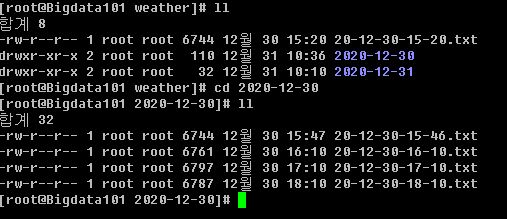 [root@Bigdata101 weather]# ll
합계 8
-rw-r--r-- 1 root root 6744 12월 30 15:20 20-12-30-15-20.txt
drwxr-xr-x 2 root root  110 12월 31 10:36 2020-12-30
drwxr-xr-x 2 root root   32 12월 31 10:10 2020-12-31
[root@Bigdata101 weather]# cd 2020-12-30
[root@Bigdata101 2020-12-30]# ll
합계 32
-rw-r--r-- 1 root root 6744 12월 30 15:47 20-12-30-15-46.txt
-rw-r--r-- 1 root root 6761 12월 30 16:10 20-12-30-16-10.txt
-rw-r--r-- 1 root root 6797 12월 30 17:10 20-12-30-17-10.txt
-rw-r--r-- 1 root root 6787 12월 30 18:10 20-12-30-18-10.txt
[root@Bigdata101 2020-12-30]#